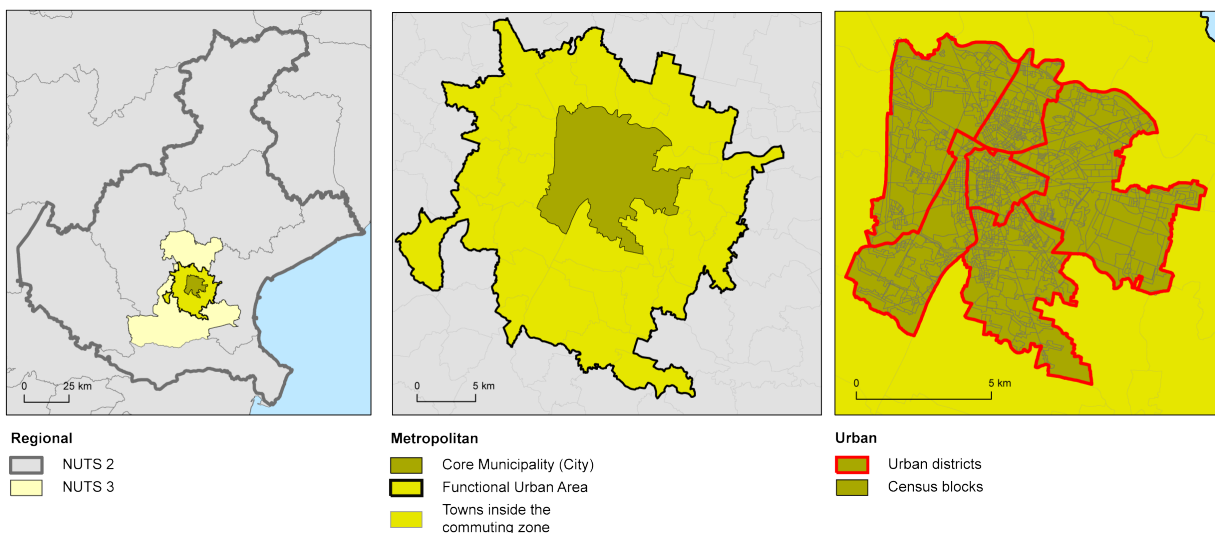 0 25 km
0 5 km
0 5 km
Regional
NUTS 2
NUTS 3
Metropolitan
Core Municipality (City)
Functional Urban Area
Towns inside the
commuting zone
Urban
Urban districts
Census blocks